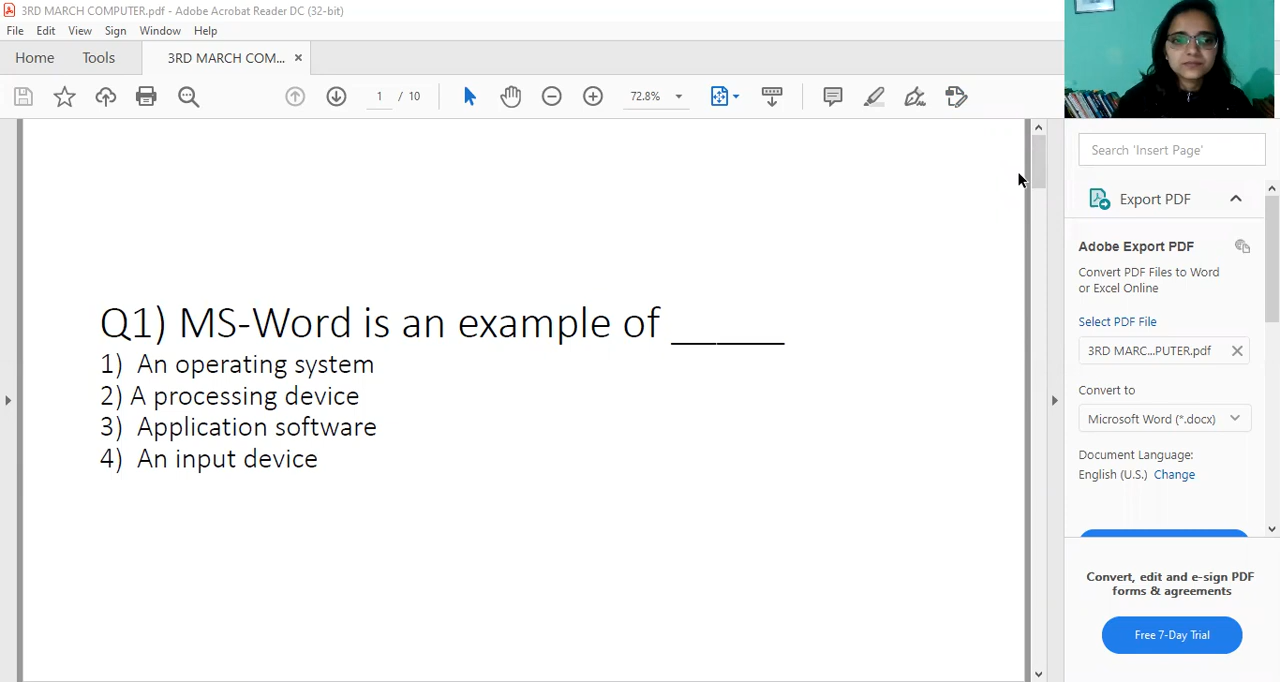 3RD MARCH COMPUTER.pdf - Adobe Acrobat Reader DC (32-bit)
File Edit View Sign Window Help
Home Tools 3RD MARCH COM... ×
1 / 10 72.8%
Search 'Insert Page'
Export PDF
Adobe Export PDF
Convert PDF Files to Word
or Excel Online
Select PDF File
3RD MARC...PUTER.pdf
Convert to
Microsoft Word (*.docx)
Document Language:
English (U.S.) Change
Convert, edit and e-sign PDF
forms & agreements
Free 7-Day Trial
Q1) MS-Word is an example of ______
1) An operating system
2) A processing device
3) Application software
4) An input device